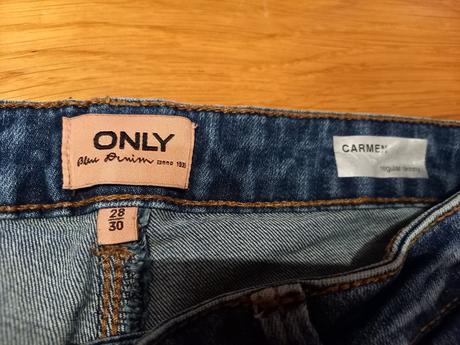 ONLY
Blue Denim
28
30
CARMEN
regular